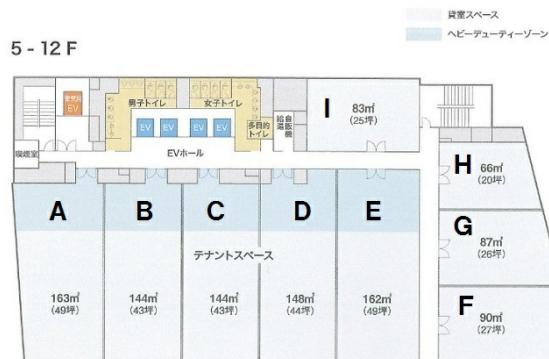 貸室スペース
ヘビーデューティーゾーン
5 - 12 F
非常用
EV
男子トイレ
女子トイレ
EV
EV
EV
EV
多目的
トイレ
給湯
自販機
喫煙室
EVホール
I
83㎡
(25坪)
H
66㎡
(20坪)
A
B
C
D
E
G
87㎡
(26坪)
テナントスペース
F
90㎡
(27坪)
163㎡
(49坪)
144㎡
(43坪)
144㎡
(43坪)
148㎡
(44坪)
162㎡
(49坪)